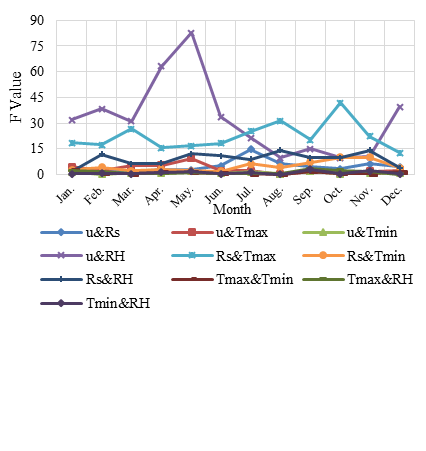 90
75
60
45
30
15
0
F Value
Jan. Feb. Mar. Apr. May. Jun. Jul. Aug. Sep. Oct. Nov. Dec.
Month
u&Rs u&Tmax u&Tmin
u&RH Rs&Tmax Rs&Tmin
Rs&RH Tmax&Tmin Tmax&RH
Tmin&RH